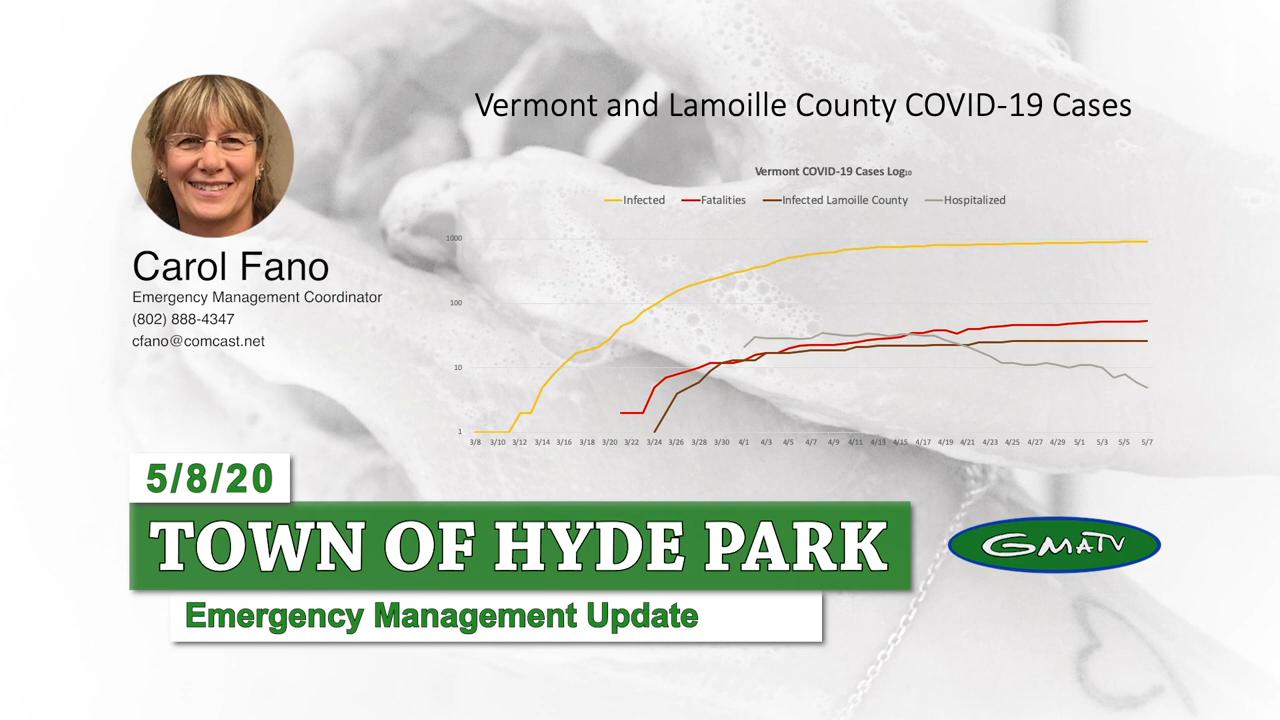 Vermont and Lamoille County COVID-19 Cases
Vermont COVID-19 Cases Log₁₀
Infected Fatalities Infected Lamoille County Hospitalized
1000
100
10
1
3/8 3/10 3/12 3/14 3/16 3/18 3/20 3/22 3/24 3/26 3/28 3/30 4/1 4/3 4/5 4/7 4/9 4/11 4/13 4/15 4/17 4/19 4/21 4/23 4/25 4/27 4/29 5/1 5/3 5/5 5/7
Carol Fano
Emergency Management Coordinator
(802) 888-4347
cfano@comcast.net
5/8/20
TOWN OF HYDE PARK
GMATV
Emergency Management Update